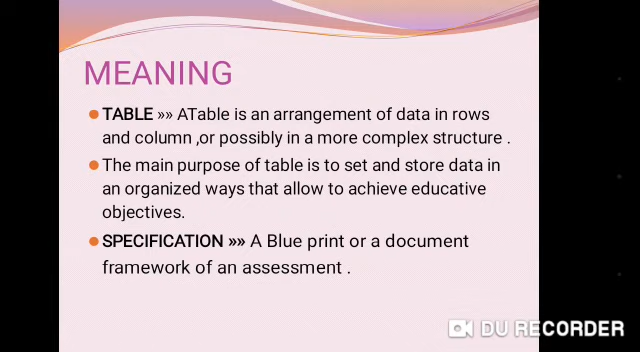 MEANING
TABLE »» ATable is an arrangement of data in rows
and column ,or possibly in a more complex structure .
The main purpose of table is to set and store data in
an organized ways that allow to achieve educative
objectives.
SPECIFICATION »» A Blue print or a document
framework of an assessment .
DU RECORDER